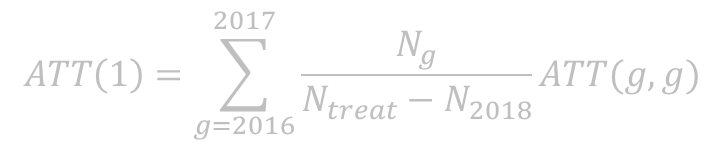 ATT(1) = \sum_{g=2016}^{2017} \frac{N_g}{N_{treat} - N_{2018}} ATT(g, g)